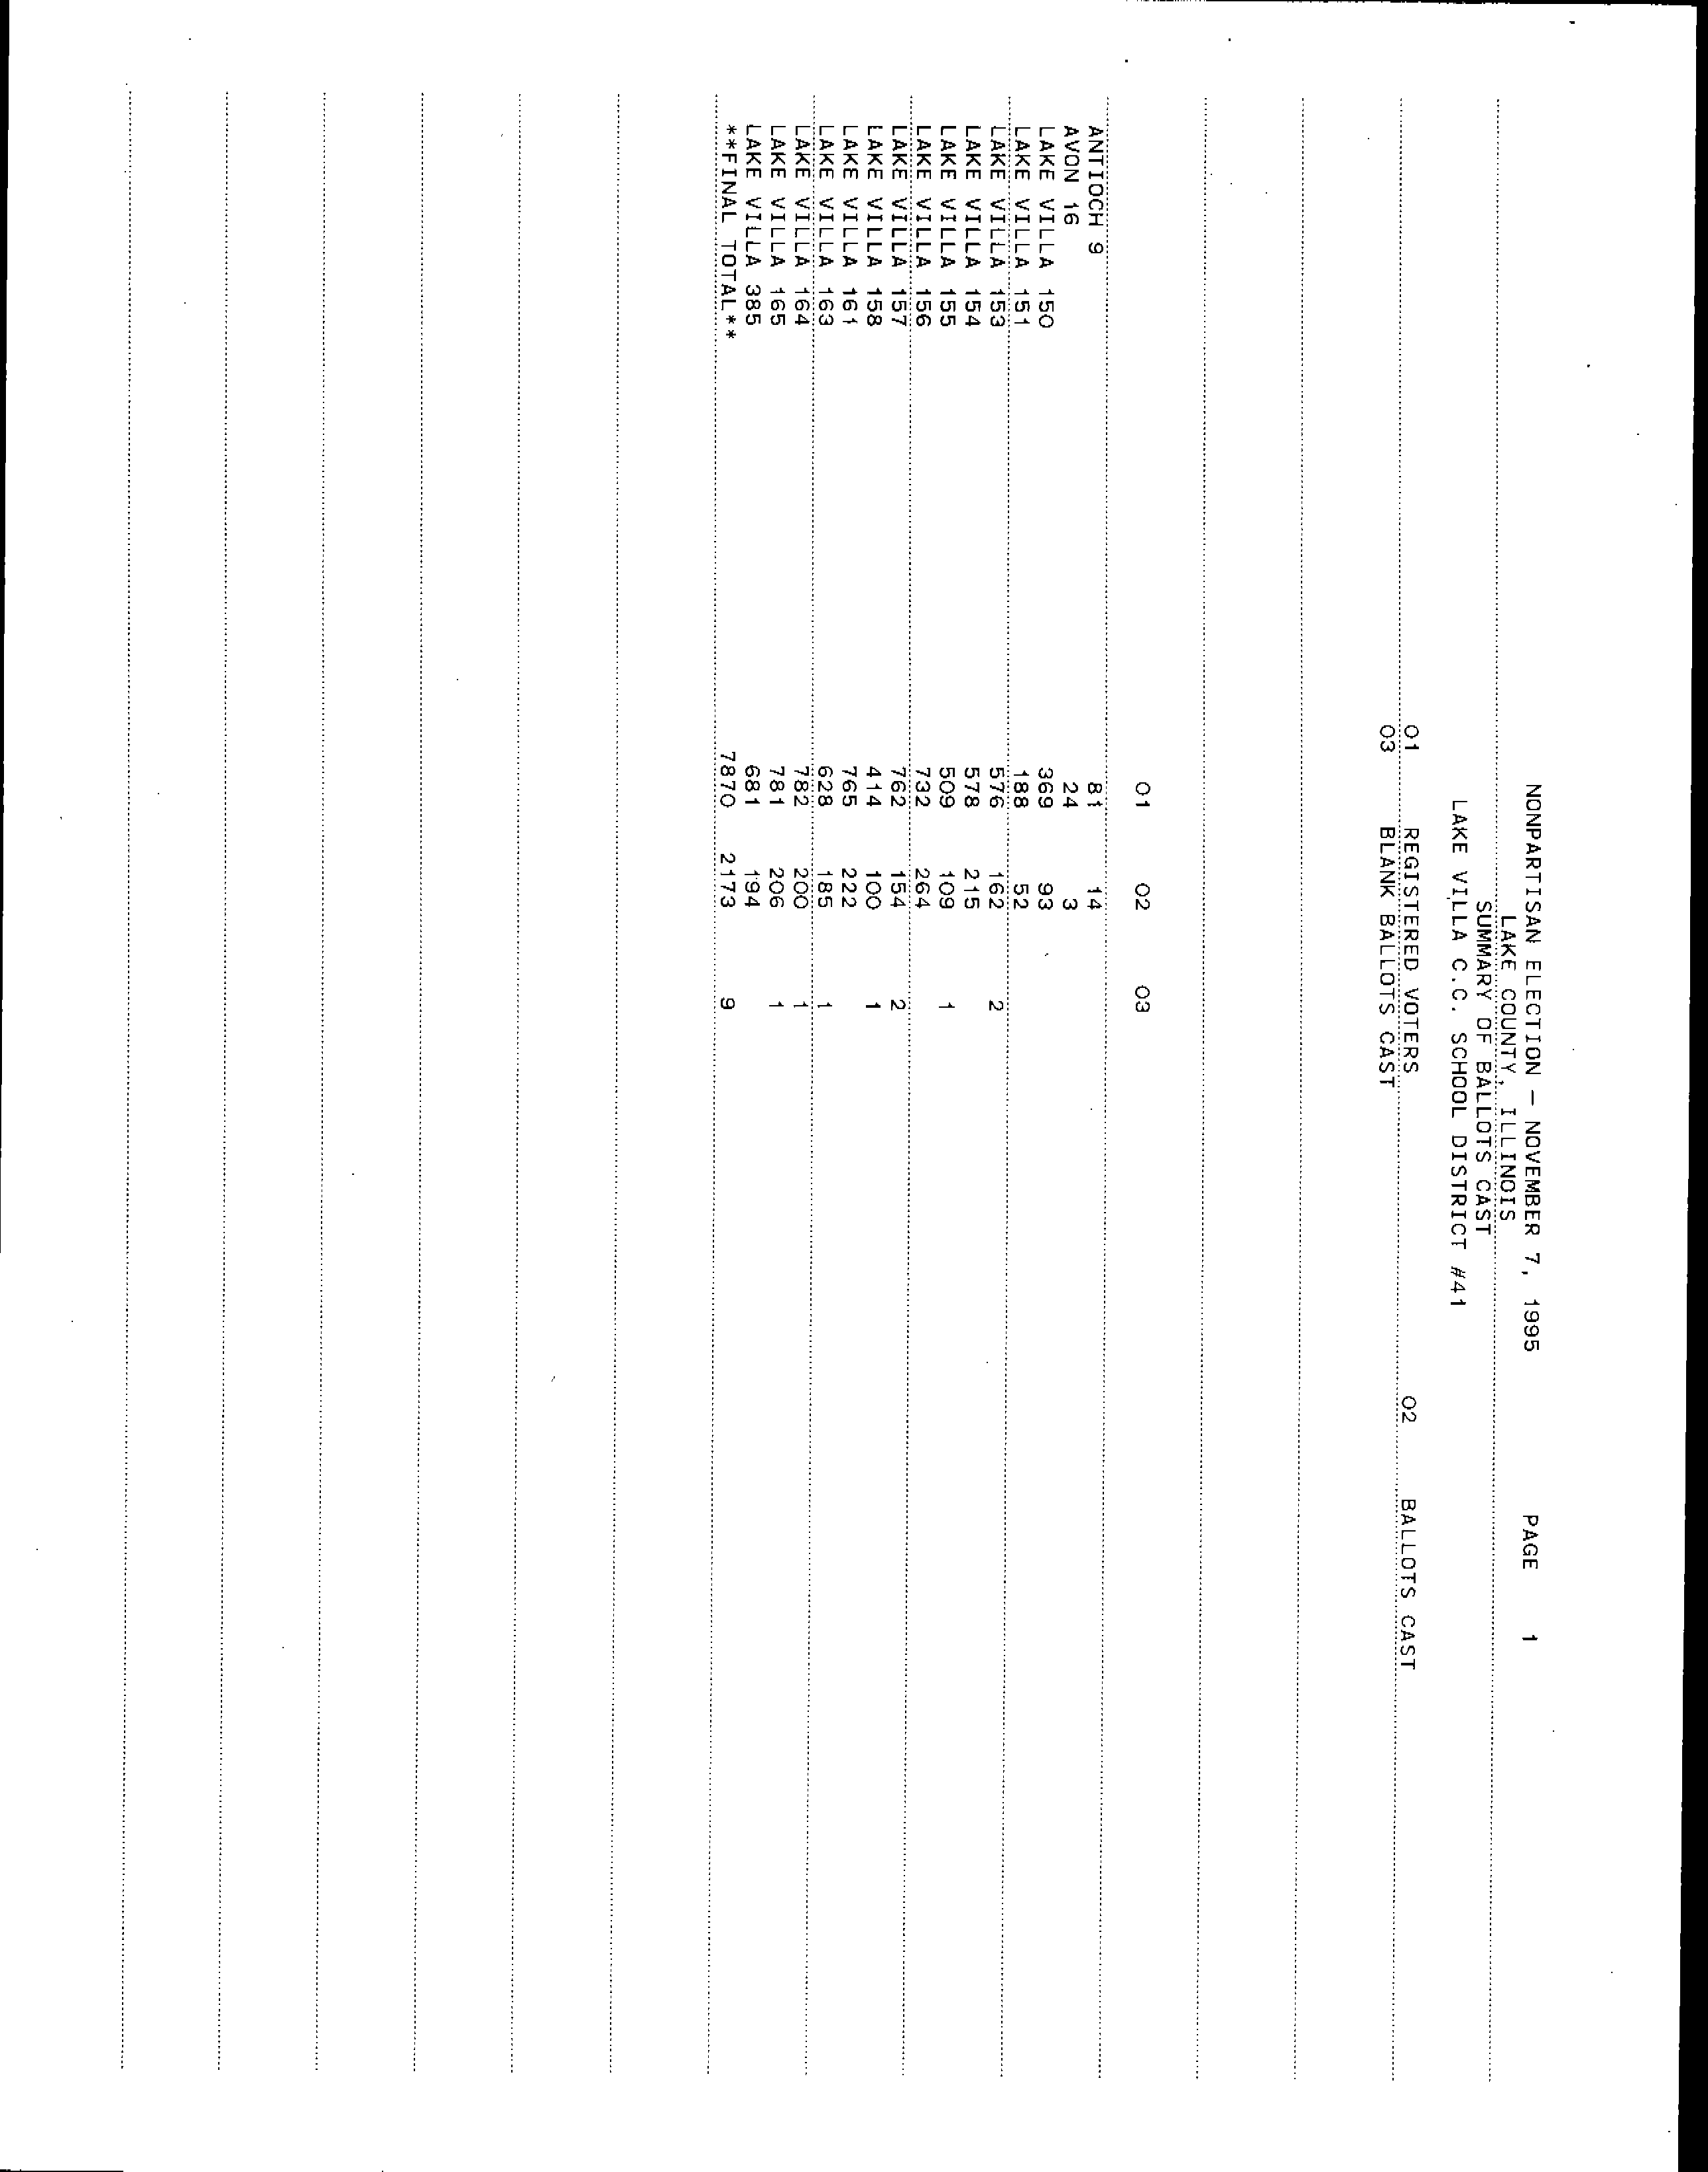 NONPARTISAN ELECTION - NOVEMBER 7, 1995 PAGE 1
LAKE COUNTY, ILLINOIS
SUMMARY OF BALLOTS CAST
LAKE VILLA C.C. SCHOOL DISTRICT #41
01 REGISTERED VOTERS 02 BALLOTS CAST
03 BLANK BALLOTS CAST
01 02 03
ANTIOCH 9 81 14
AVON 16 24 3
LAKE VILLA 150 369 93
LAKE VILLA 151 188 52
LAKE VILLA 153 576 162 2
LAKE VILLA 154 578 215
LAKE VILLA 155 509 109 1
LAKE VILLA 156 732 264
LAKE VILLA 157 762 154 2
LAKE VILLA 158 414 100 1
LAKE VILLA 161 765 222
LAKE VILLA 163 628 185 1
LAKE VILLA 164 782 200 1
LAKE VILLA 165 781 206 1
LAKE VILLA 385 681 194
**FINAL TOTAL** 7870 2173 9